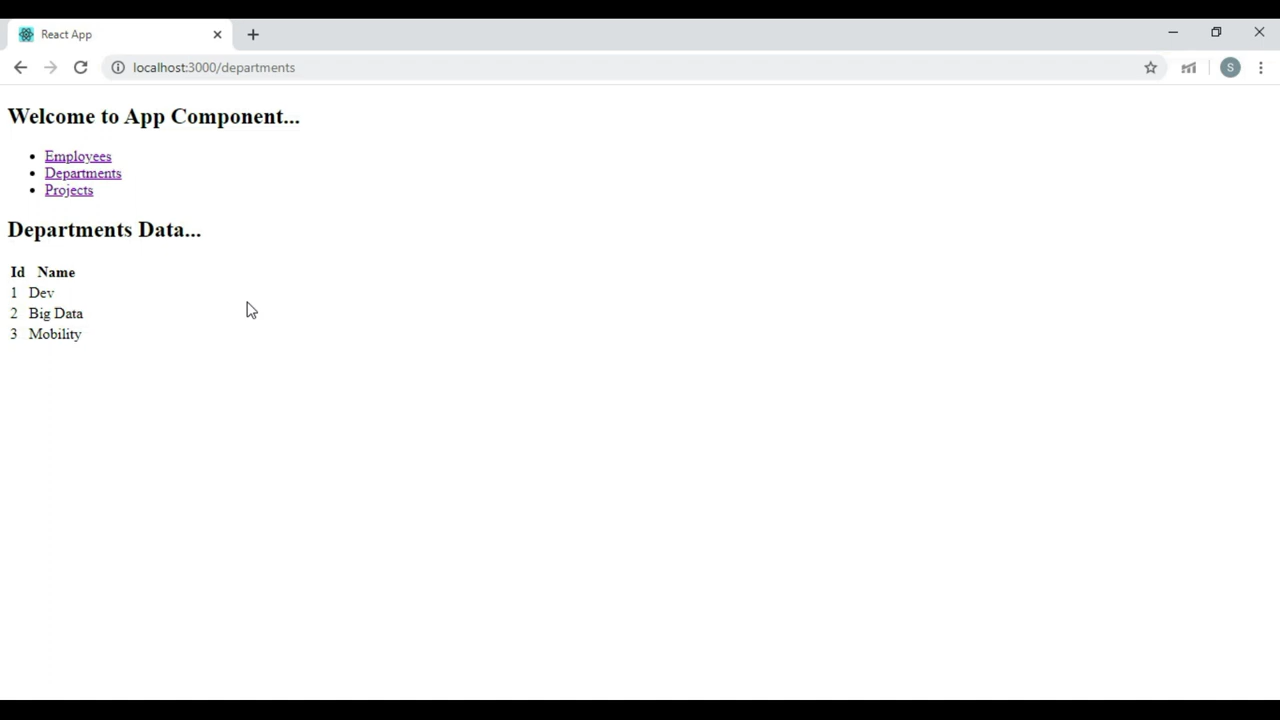 React App
localhost:3000/departments
S
Welcome to App Component...
Employees
Departments
Projects
Departments Data...
Id Name
1 Dev
2 Big Data
3 Mobility